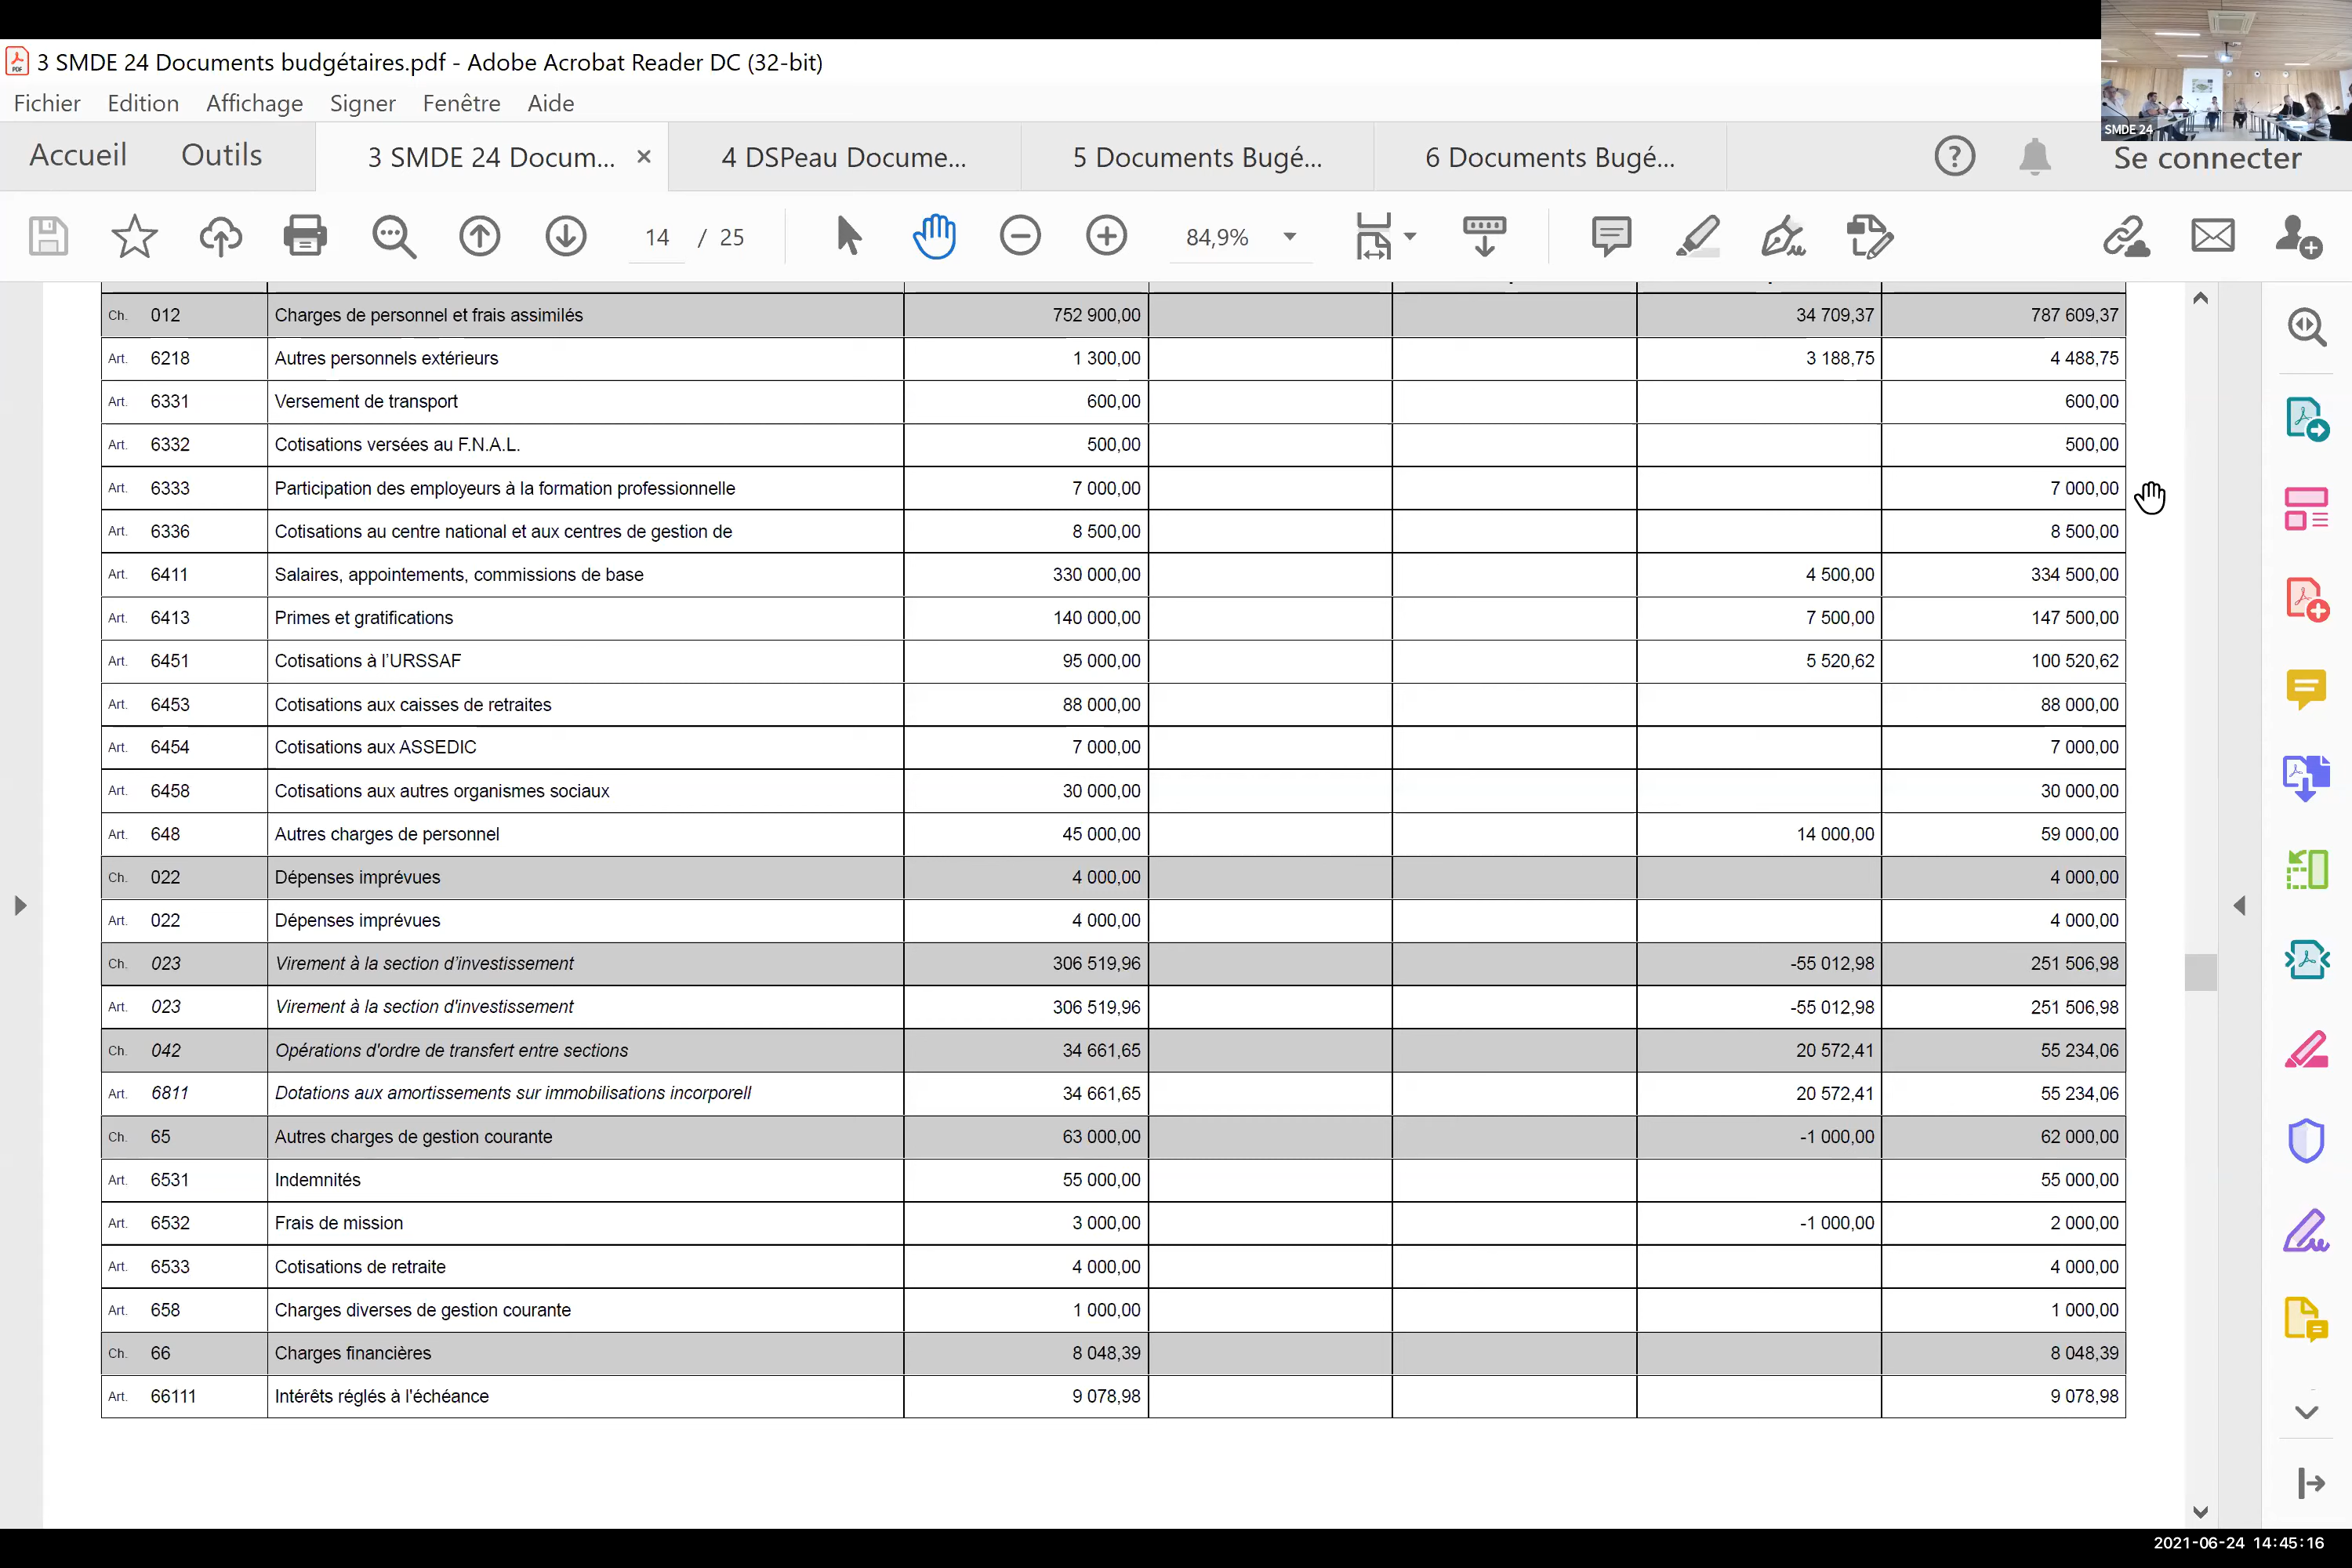 3 SMDE 24 Documents budgétaires.pdf - Adobe Acrobat Reader DC (32-bit)
Fichier Edition Affichage Signer Fenêtre Aide
SMDE 24
Accueil Outils 3 SMDE 24 Docum... × 4 DSPeau Docume... 5 Documents Bugé... 6 Documents Bugé... Se connecter
14 / 25 84,9%
Ch. 012 Charges de personnel et frais assimilés 752 900,00 34 709,37 787 609,37
Art. 6218 Autres personnels extérieurs 1 300,00 3 188,75 4 488,75
Art. 6331 Versement de transport 600,00 600,00
Art. 6332 Cotisations versées au F.N.A.L. 500,00 500,00
Art. 6333 Participation des employeurs à la formation professionnelle 7 000,00 7 000,00
Art. 6336 Cotisations au centre national et aux centres de gestion de 8 500,00 8 500,00
Art. 6411 Salaires, appointements, commissions de base 330 000,00 4 500,00 334 500,00
Art. 6413 Primes et gratifications 140 000,00 7 500,00 147 500,00
Art. 6451 Cotisations à l'URSSAF 95 000,00 5 520,62 100 520,62
Art. 6453 Cotisations aux caisses de retraites 88 000,00 88 000,00
Art. 6454 Cotisations aux ASSEDIC 7 000,00 7 000,00
Art. 6458 Cotisations aux autres organismes sociaux 30 000,00 30 000,00
Art. 648 Autres charges de personnel 45 000,00 14 000,00 59 000,00
Ch. 022 Dépenses imprévues 4 000,00 4 000,00
Art. 022 Dépenses imprévues 4 000,00 4 000,00
Ch. 023 Virement à la section d'investissement 306 519,96 -55 012,98 251 506,98
Art. 023 Virement à la section d'investissement 306 519,96 -55 012,98 251 506,98
Ch. 042 Opérations d'ordre de transfert entre sections 34 661,65 20 572,41 55 234,06
Art. 6811 Dotations aux amortissements sur immobilisations incorporell 34 661,65 20 572,41 55 234,06
Ch. 65 Autres charges de gestion courante 63 000,00 -1 000,00 62 000,00
Art. 6531 Indemnités 55 000,00 55 000,00
Art. 6532 Frais de mission 3 000,00 -1 000,00 2 000,00
Art. 6533 Cotisations de retraite 4 000,00 4 000,00
Art. 658 Charges diverses de gestion courante 1 000,00 1 000,00
Ch. 66 Charges financières 8 048,39 8 048,39
Art. 66111 Intérêts réglés à l'échéance 9 078,98 9 078,98
2021-06-24 14:45:16